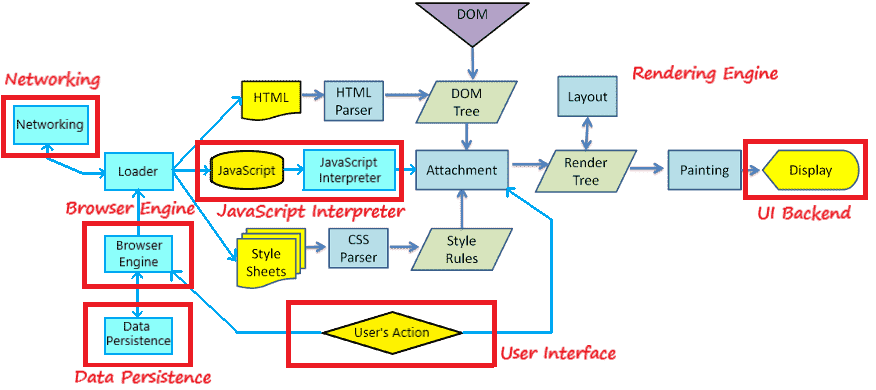 DOM
Networking
Rendering Engine
HTML
HTML
Parser
DOM
Tree
Layout
Networking
Loader
JavaScript
JavaScript
Interpreter
Attachment
Render
Tree
Painting
Display
Browser Engine
JavaScript Interpreter
UI Backend
Browser
Engine
Style
Sheets
CSS
Parser
Style
Rules
Data
Persistence
User's Action
User Interface
Data Persistence